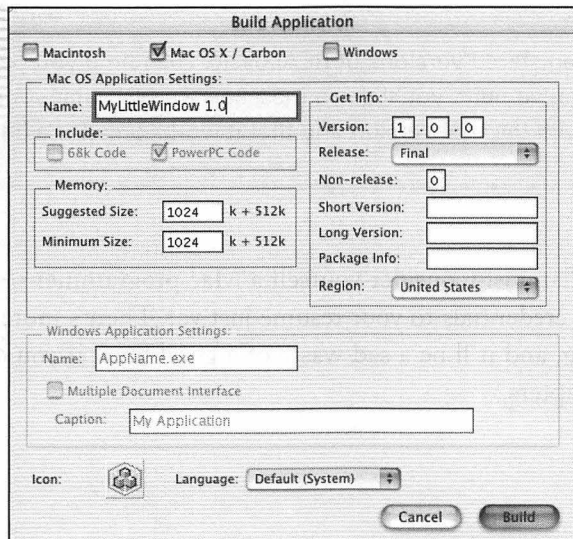 Build Application
Macintosh
Mac OS X / Carbon
Windows
Mac OS Application Settings:
Name: MyLittleWindow 1.0
Include:
68k Code
PowerPC Code
Memory:
Suggested Size: 1024 k + 512k
Minimum Size: 1024 k + 512k
Get Info:
Version: 1 . 0 . 0
Release: Final
Non-release: 0
Short Version:
Long Version:
Package Info:
Region: United States
Windows Application Settings:
Name: AppName.exe
Multiple Document Interface
Caption: My Application
Icon:
Language: Default (System)
Cancel
Build